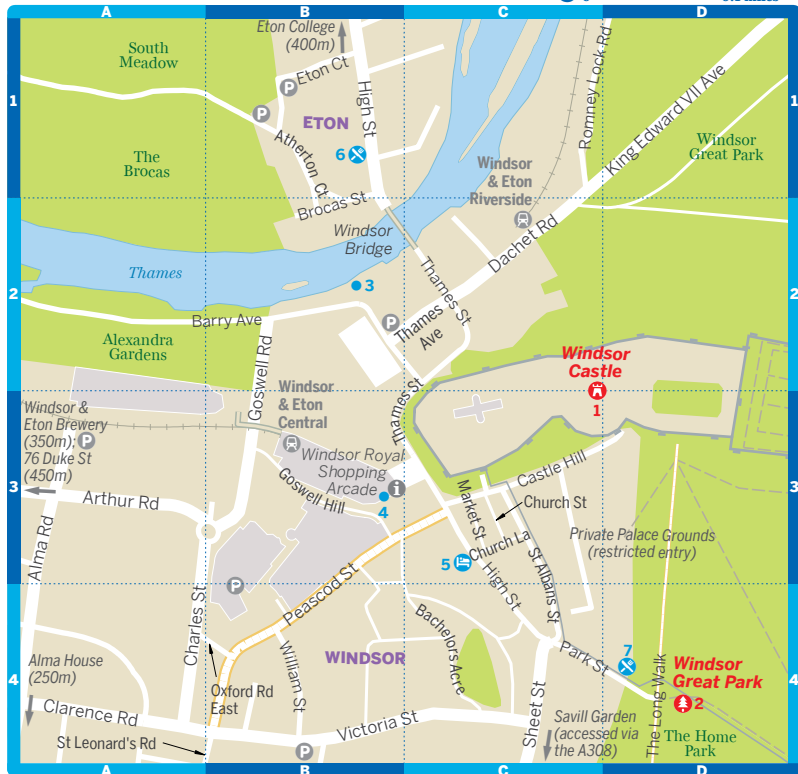 A
B
C
D
1
South
Meadow
Eton College
(400m)
P
Eton Ct
High St
P
ETON
Atherton Ct
The
Brocas
6
Brocas St
Romney Lock Rd
King Edward VII Ave
Windsor
Great Park
Windsor
& Eton
Riverside
1
2
Windsor
Bridge
Dachet Rd
Thames
3
Thames St
P
Thames
Ave
Barry Ave
Alexandra
Gardens
Goswell Rd
Windsor
Castle
1
2
3
Windsor &
Eton Brewery
(350m);
76 Duke St
(450m)
P
Windsor
& Eton
Central
Thames St
Windsor Royal
Shopping
Arcade
i
4
Goswell Hill
Arthur Rd
Alma Rd
Castle Hill
Market St
Church St
Church La
5
High St
St Albans St
Private Palace Grounds
(restricted entry)
3
4
P
Peascod St
Charles St
William St
WINDSOR
Bachelors Acre
Alma House
(250m)
Oxford Rd
East
Clarence Rd
St Leonard's Rd
Victoria St
P
Sheet St
Park St
7
Windsor
Great Park
2
The Long Walk
Savill Garden
(accessed via
the A308)
The Home
Park
4
A
B
C
D